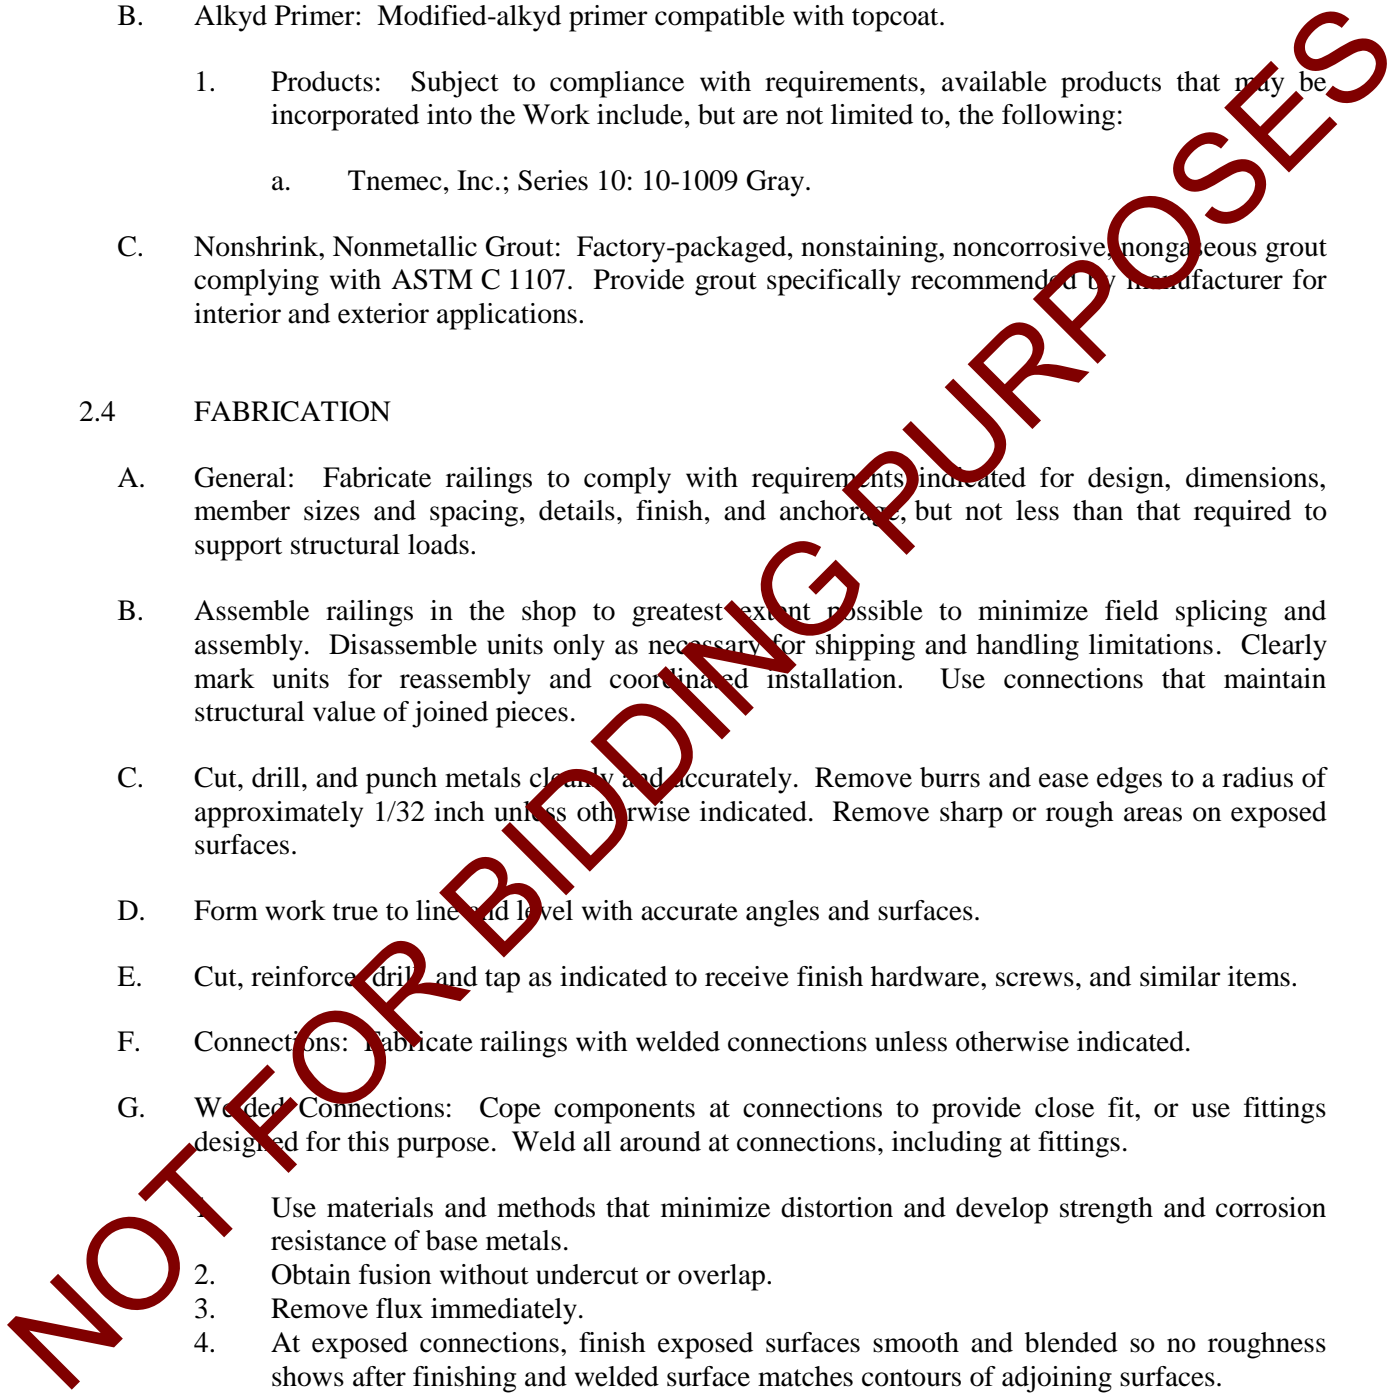 B. Alkyd Primer: Modified-alkyd primer compatible with topcoat.
1. Products: Subject to compliance with requirements, available products that may be
incorporated into the Work include, but are not limited to, the following:
a. Tnemec, Inc.; Series 10: 10-1009 Gray.
C. Nonshrink, Nonmetallic Grout: Factory-packaged, nonstaining, noncorrosive, nongaseous grout
complying with ASTM C 1107. Provide grout specifically recommended by manufacturer for
interior and exterior applications.
2.4 FABRICATION
A. General: Fabricate railings to comply with requirements indicated for design, dimensions,
member sizes and spacing, details, finish, and anchorage, but not less than that required to
support structural loads.
B. Assemble railings in the shop to greatest extent possible to minimize field splicing and
assembly. Disassemble units only as necessary for shipping and handling limitations. Clearly
mark units for reassembly and coordinated installation. Use connections that maintain
structural value of joined pieces.
C. Cut, drill, and punch metals cleanly and accurately. Remove burrs and ease edges to a radius of
approximately 1/32 inch unless otherwise indicated. Remove sharp or rough areas on exposed
surfaces.
D. Form work true to line and level with accurate angles and surfaces.
E. Cut, reinforce, drill, and tap as indicated to receive finish hardware, screws, and similar items.
F. Connections: Fabricate railings with welded connections unless otherwise indicated.
G. Welded Connections: Cope components at connections to provide close fit, or use fittings
designed for this purpose. Weld all around at connections, including at fittings.
1. Use materials and methods that minimize distortion and develop strength and corrosion
resistance of base metals.
2. Obtain fusion without undercut or overlap.
3. Remove flux immediately.
4. At exposed connections, finish exposed surfaces smooth and blended so no roughness
shows after finishing and welded surface matches contours of adjoining surfaces.
NOT FOR BIDDING PURPOSES